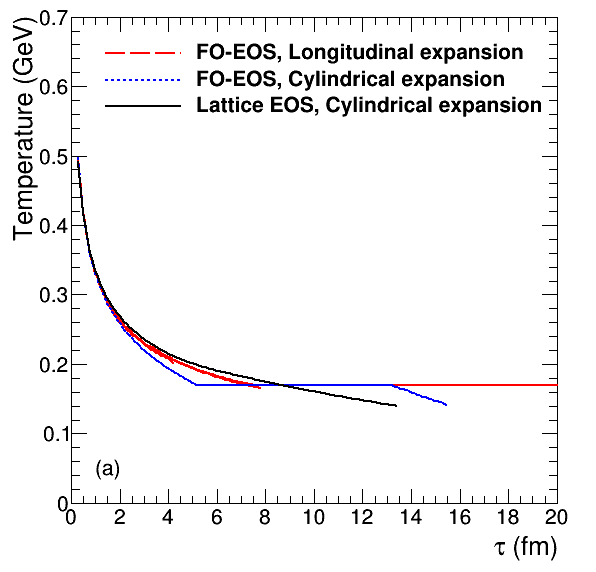 Temperature (GeV)
0.7
0.6
0.5
0.4
0.3
0.2
0.1
0
FO-EOS, Longitudinal expansion
FO-EOS, Cylindrical expansion
Lattice EOS, Cylindrical expansion
(a)
0 2 4 6 8 10 12 14 16 18 20
τ (fm)